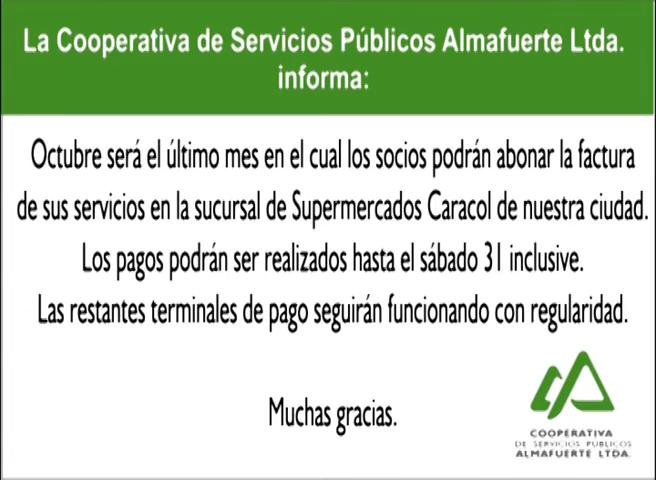 La Cooperativa de Servicios Públicos Almafuerte Ltda.
informa:
Octubre será el último mes en el cual los socios podrán abonar la factura
de sus servicios en la sucursal de Supermercados Caracol de nuestra ciudad.
Los pagos podrán ser realizados hasta el sábado 31 inclusive.
Las restantes terminales de pago seguirán funcionando con regularidad.
Muchas gracias.
COOPERATIVA
DE SERVICIOS PUBLICOS
ALMAFUERTE LTDA.